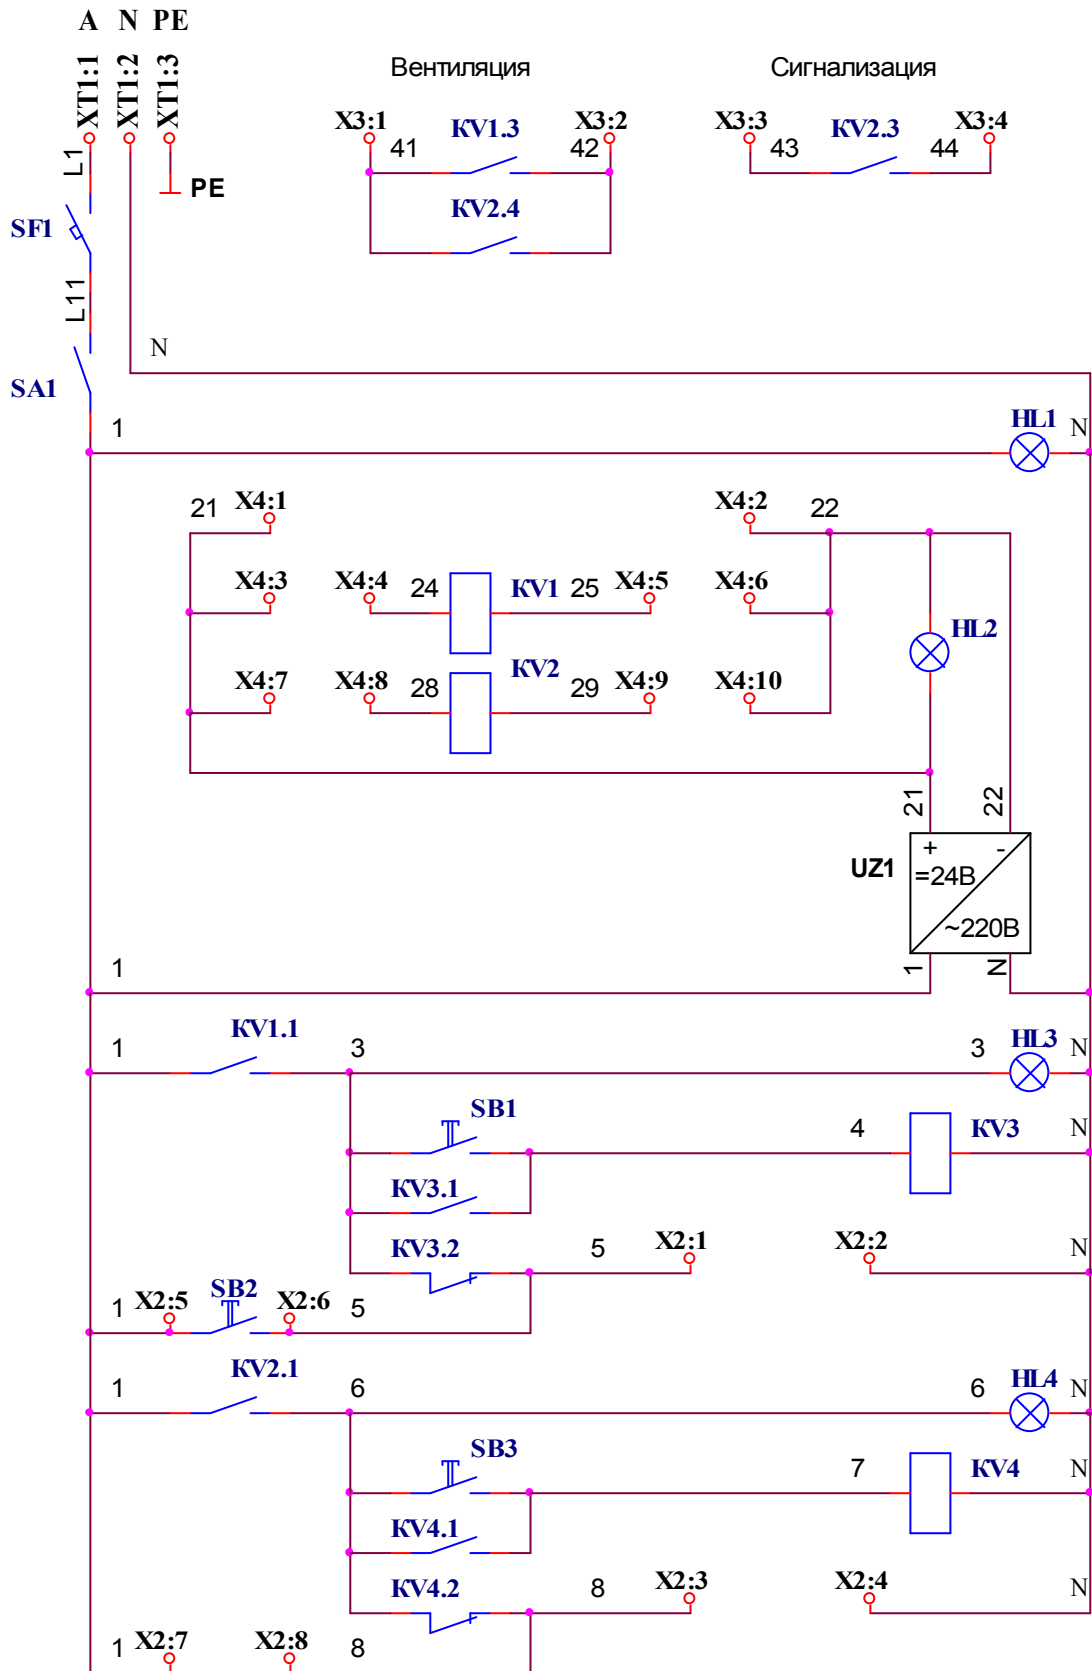 A N PE
XT1:1 XT1:2 XT1:3
Вентиляция Сигнализация
X3:1 KV1.3 X3:2 X3:3 KV2.3 X3:4
41 42 43 44
L1
PE
KV2.4
SF1
L11
N
SA1
1 HL1 N
21 X4:1 X4:2 22
X4:3 X4:4 24 KV1 25 X4:5 X4:6
HL2
X4:7 X4:8 28 KV2 29 X4:9 X4:10
21 22
+ -
UZ1 =24В
~220В
1 1 N
KV1.1
1 3 3 HL3 N
SB1
4 KV3 N
KV3.1
KV3.2 5 X2:1 X2:2 N
1 X2:5 SB2 X2:6 5
KV2.1
1 6 6 HL4 N
SB3
7 KV4 N
KV4.1
KV4.2 8 X2:3 X2:4 N
1 X2:7 X2:8 8